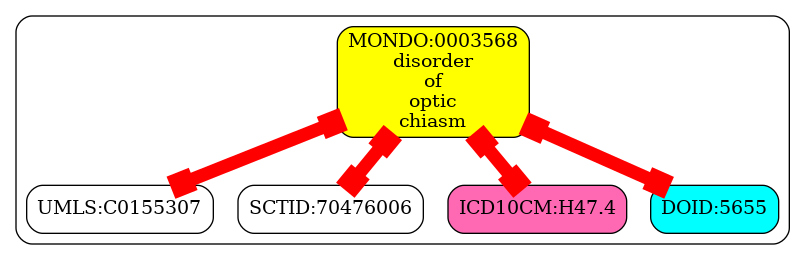 MONDO:0003568
disorder
of
optic
chiasm
UMLS:C0155307
SCTID:70476006
ICD10CM:H47.4
DOID:5655